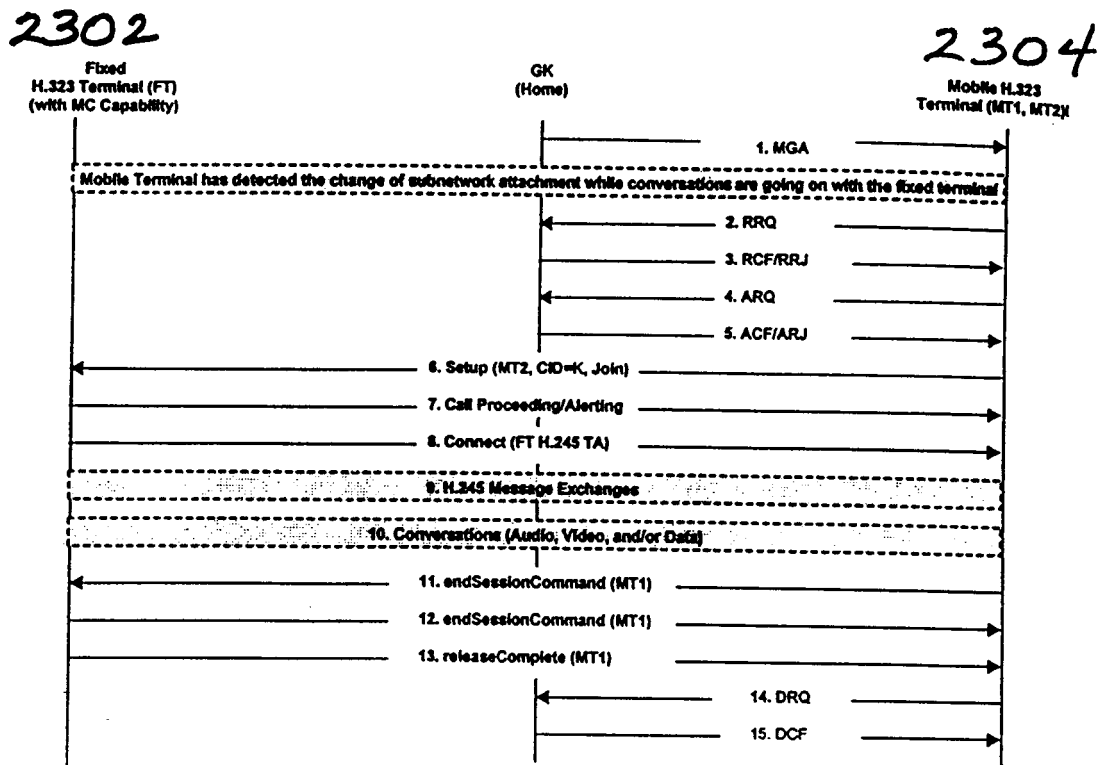 2302
2304
Fixed
H.323 Terminal (FT)
(with MC Capability)
GK
(Home)
Mobile H.323
Terminal (MT1, MT2)(
1. MGA
Mobile Terminal has detected the change of subnetwork attachment while conversations are going on with the fixed terminal
2. RRQ
3. RCF/RRJ
4. ARQ
5. ACF/ARJ
6. Setup (MT2, CID=K, Join)
7. Call Proceeding/Alerting
8. Connect (FT H.245 TA)
9. H.245 Message Exchanges
10. Conversations (Audio, Video, and/or Data)
11. endSessionCommand (MT1)
12. endSessionCommand (MT1)
13. releaseComplete (MT1)
14. DRQ
15. DCF